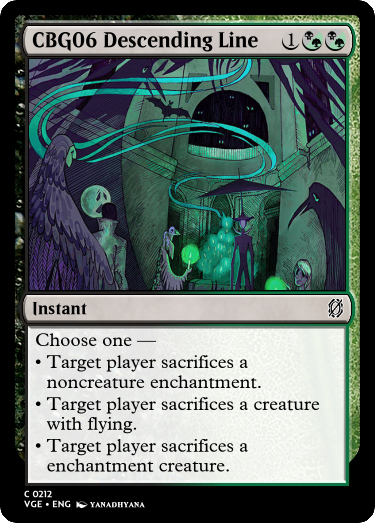 CBG06 Descending Line 1
Instant
Choose one —
• Target player sacrifices a
noncreature enchantment.
• Target player sacrifices a creature
with flying.
• Target player sacrifices a
enchantment creature.
C 0212
VGE • ENG YANADHYANA